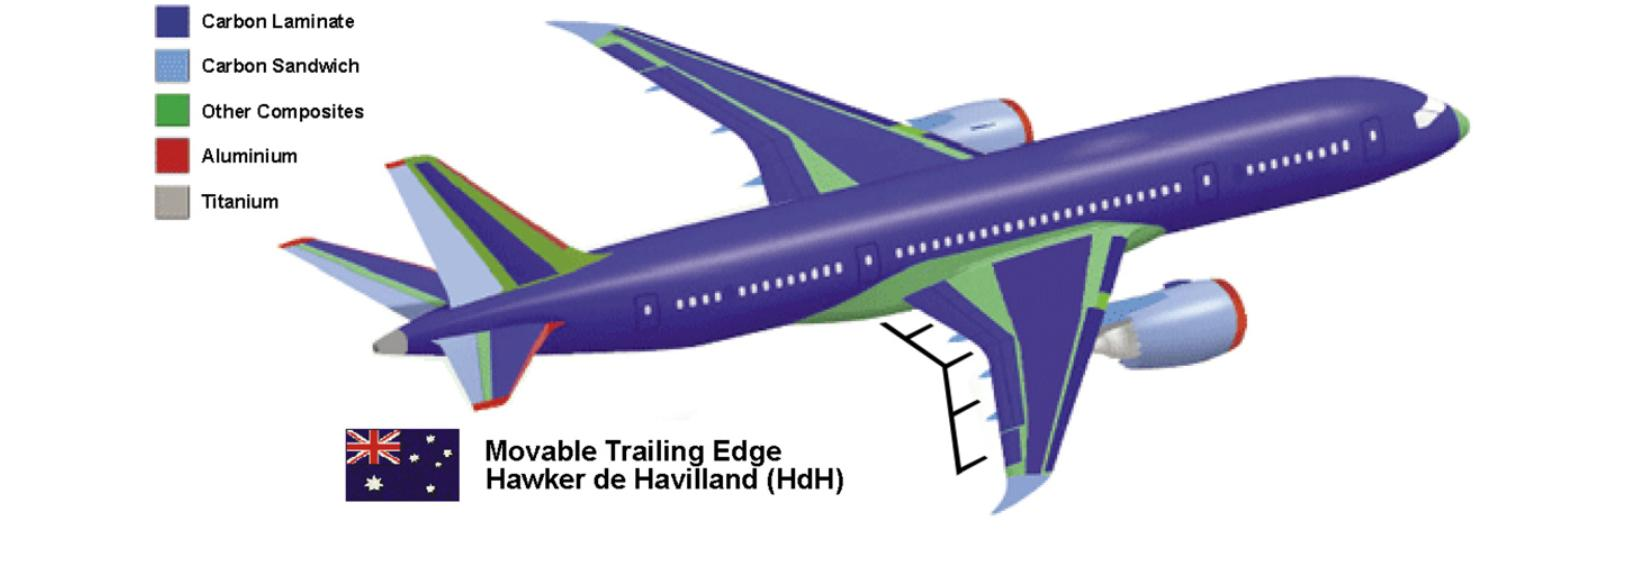 Carbon Laminate
Carbon Sandwich
Other Composites
Aluminium
Titanium
Movable Trailing Edge
Hawker de Havilland (HdH)